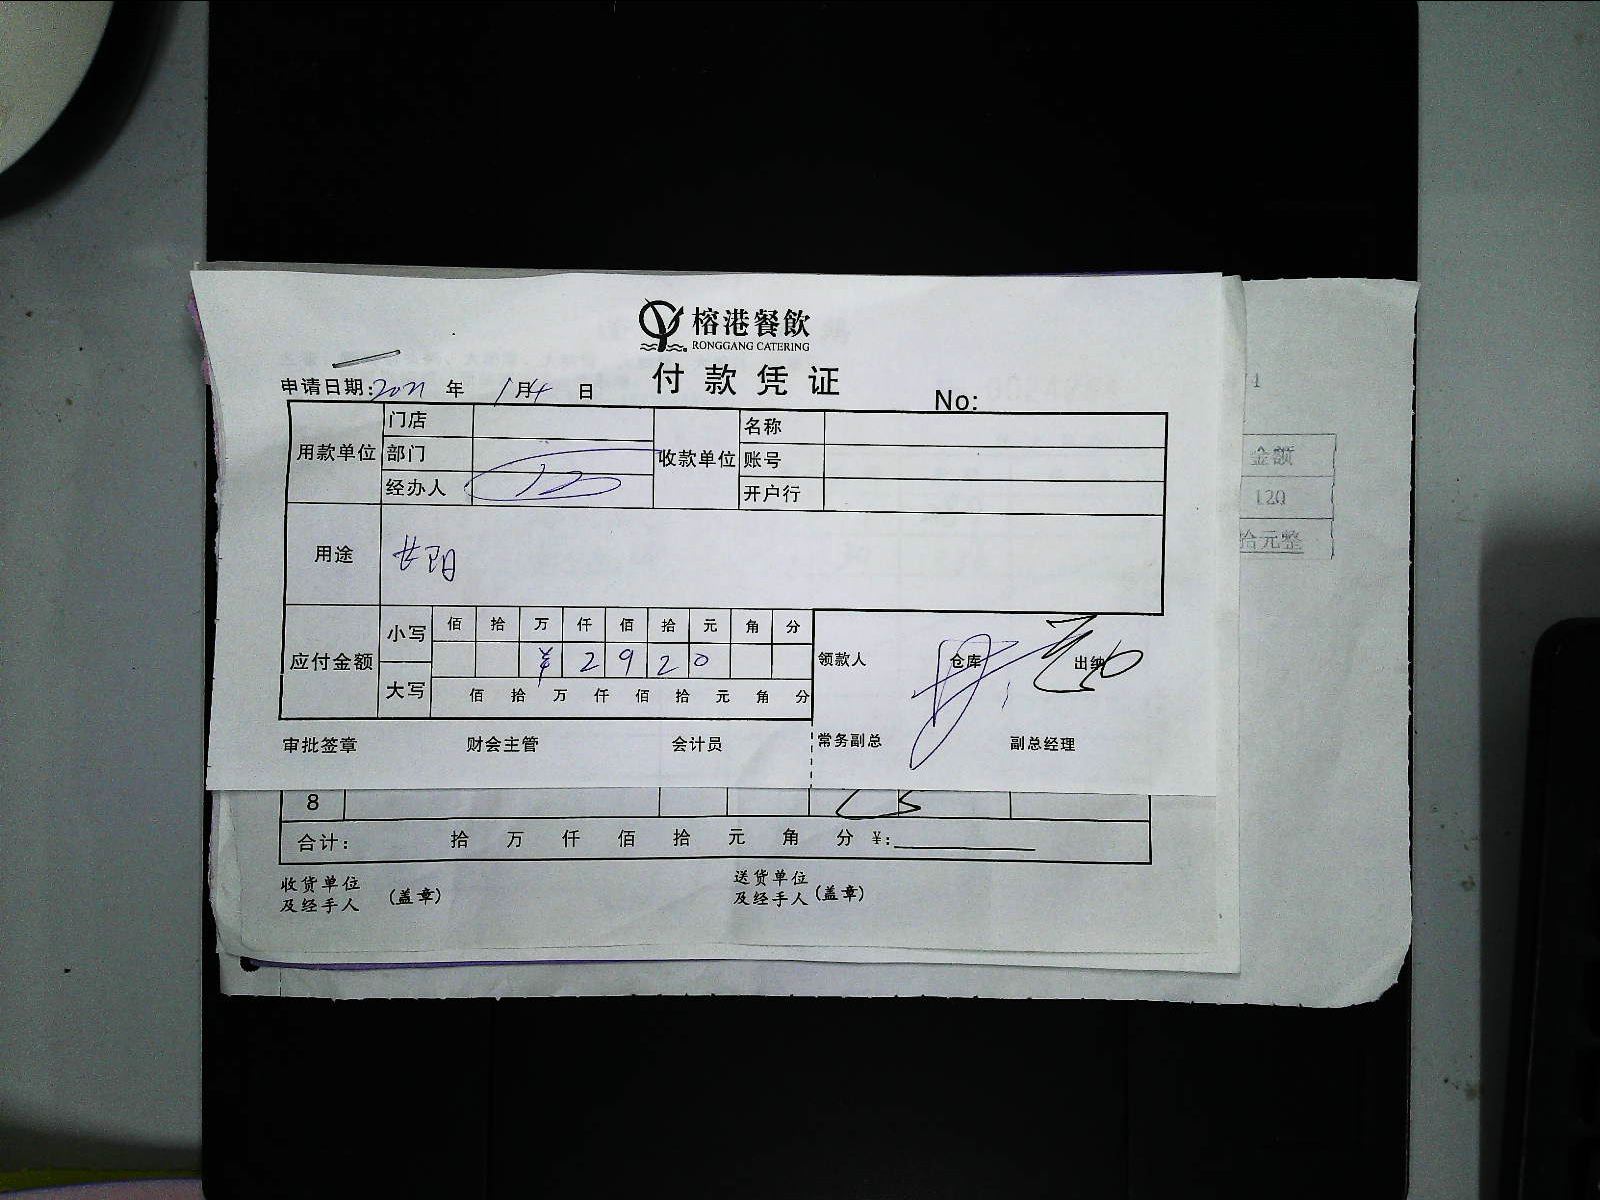 榕港餐飲
RONGGANG CATERING
付款凭证
申请日期: 2021 年 1月4 日
No:
用款单位 门店 收款单位 名称
部门 账号
经办人 开户行
用途
应付金额 小写 佰 拾 万 仟 佰 拾 元 角 分
¥ 2 9 2 0
大写 佰 拾 万 仟 佰 拾 元 角 分
领款人 仓库 出纳
审批签章 财会主管 会计员 常务副总 副总经理
8
合计: 拾 万 仟 佰 拾 元 角 分 ¥:
收货单位及经手人 (盖章) 送货单位及经手人 (盖章)
金额
120
拾元整